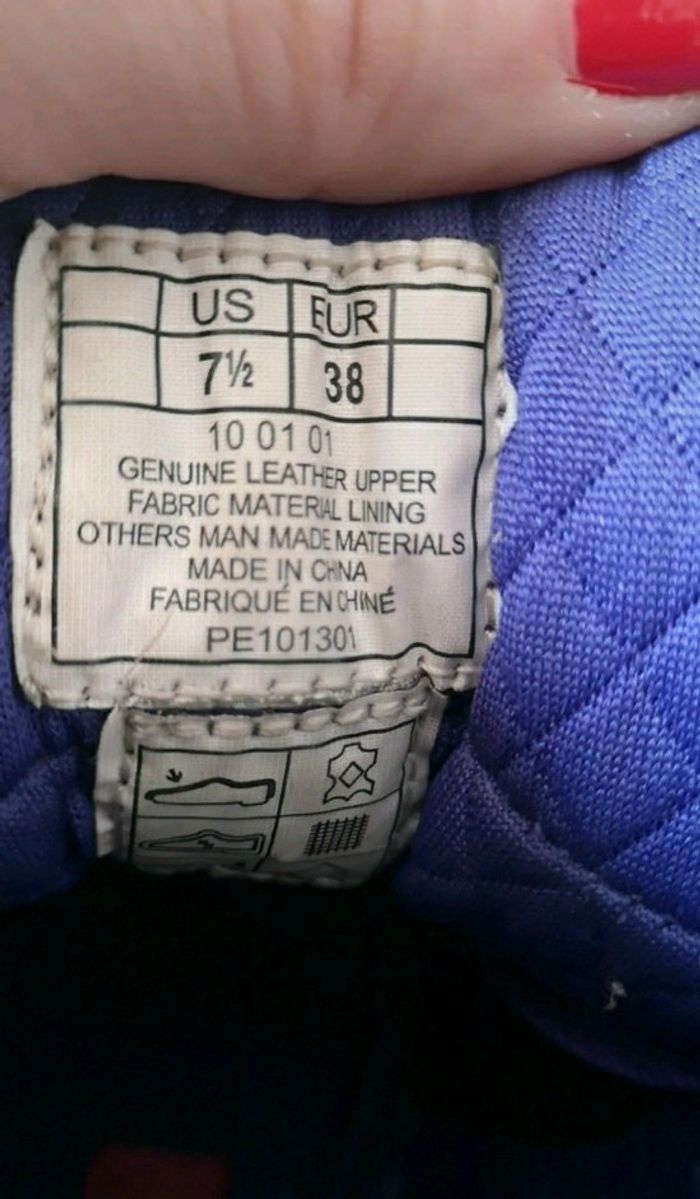 US EUR
7½ 38
10 01 01
GENUINE LEATHER UPPER
FABRIC MATERIAL LINING
OTHERS MAN MADE MATERIALS
MADE IN CHINA
FABRIQUÉ EN CHINÉ
PE101301